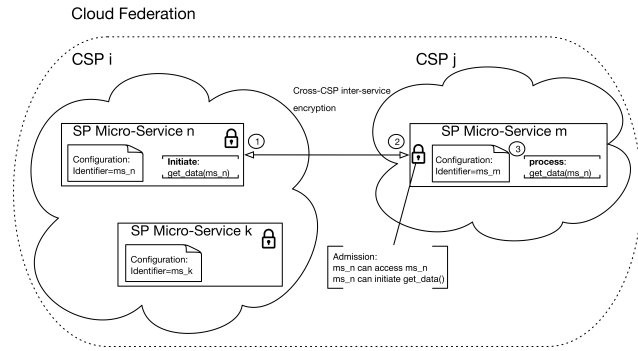 Cloud Federation
CSP i
CSP j
Cross-CSP inter-service
encryption
SP Micro-Service n
1
2
SP Micro-Service m
Configuration:
Identifier=ms_n
Initiate:
get_data(ms_n)
3
Configuration:
Identifier=ms_m
process:
get_data(ms_n)
SP Micro-Service k
Configuration:
Identifier=ms_k
Admission:
ms_n can access ms_n
ms_n can initiate get_data()